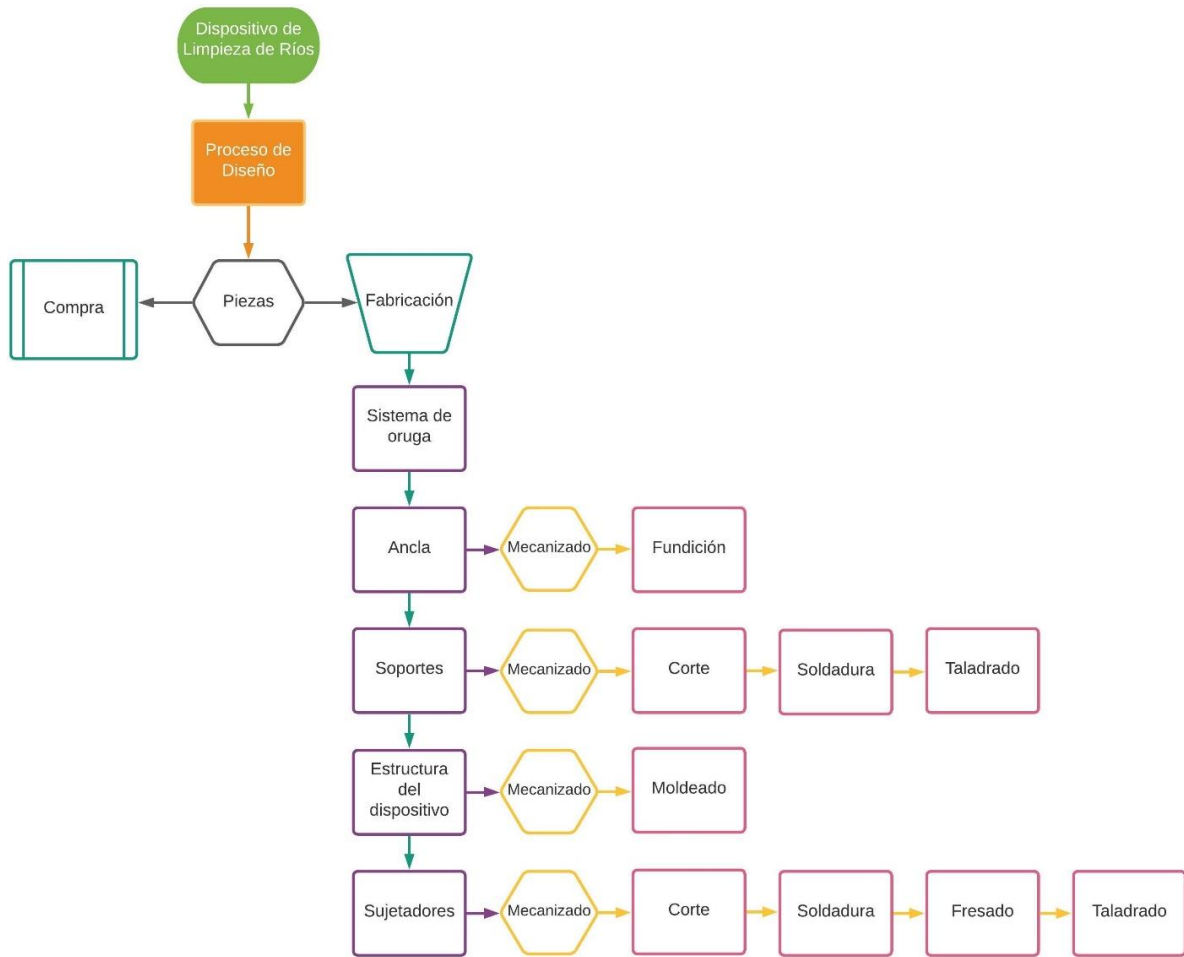 Dispositivo de
Limpieza de Ríos
Proceso de
Diseño
Compra
Piezas
Fabricación
Sistema de
oruga
Ancla
Mecanizado
Fundición
Soportes
Mecanizado
Corte
Soldadura
Taladrado
Estructura
del
dispositivo
Mecanizado
Moldeado
Sujetadores
Mecanizado
Corte
Soldadura
Fresado
Taladrado